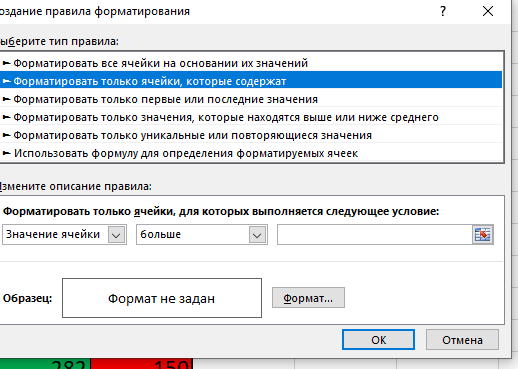 оздание правила форматирования
?
ыберите тип правила:
► Форматировать все ячейки на основании их значений
► Форматировать только ячейки, которые содержат
► Форматировать только первые или последние значения
► Форматировать только значения, которые находятся выше или ниже среднего
► Форматировать только уникальные или повторяющиеся значения
► Использовать формулу для определения форматируемых ячеек
змените описание правила:
Форматировать только ячейки, для которых выполняется следующее условие:
Значение ячейки больше
Образец: Формат не задан Формат...
ОК Отмена
282 150